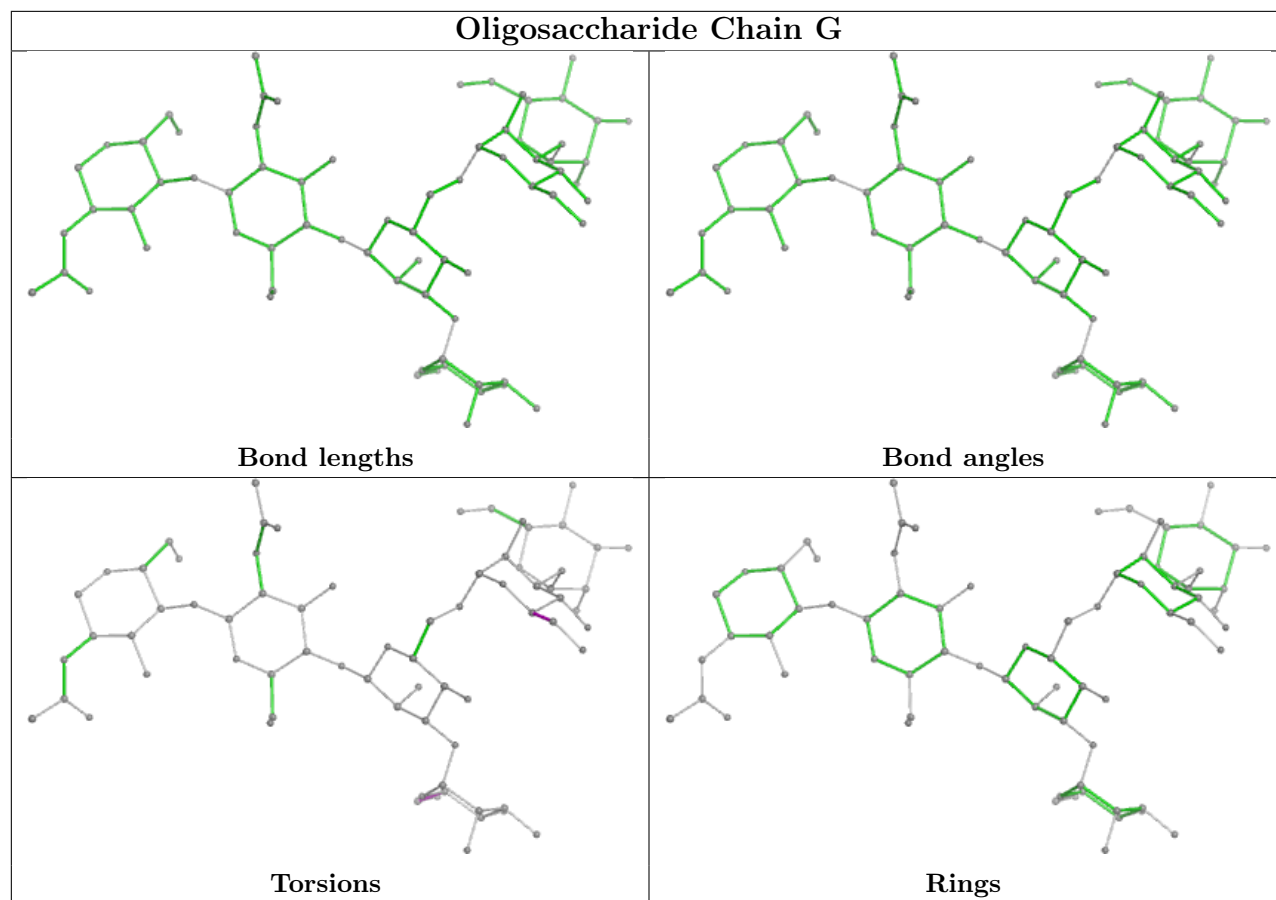 Oligosaccharide Chain G
Bond lengths
Bond angles
Torsions
Rings